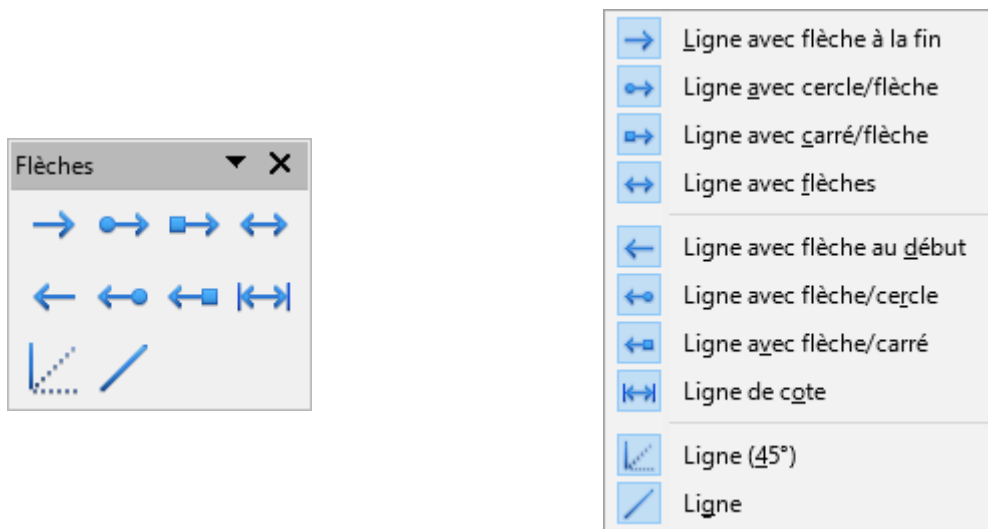 Flèches
Ligne avec flèche à la fin
Ligne avec cercle/flèche
Ligne avec carré/flèche
Ligne avec flèches
Ligne avec flèche au début
Ligne avec flèche/cercle
Ligne avec flèche/carré
Ligne de cote
Ligne (45°)
Ligne